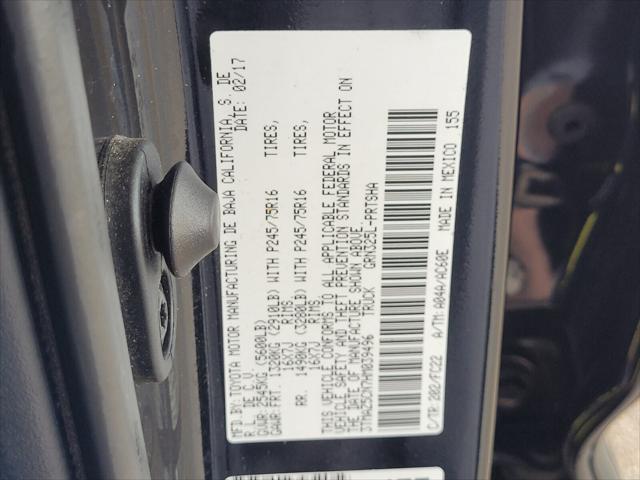 MFD.BY: TOYOTA MOTOR MANUFACTURING DE BAJA CALIFORNIA, S. DE
R.L. DE C.V. DATE: 02/17
GVWR: 2545KG (5600LB)
GAWR: FRT. 1320KG (2910LB) WITH P245/75R16 TIRES,
16X7J RIMS.
RR. 1490KG (3280LB) WITH P245/75R16 TIRES,
16X7J RIMS.
THIS VEHICLE CONFORMS TO ALL APPLICABLE FEDERAL MOTOR
VEHICLE SAFETY AND THEFT PREVENTION STANDARDS IN EFFECT ON
THE DATE OF MANUFACTURE SHOWN ABOVE.
3TMAZ5CN7HM039496 TRUCK GRN325L-PRTSKA
C/TR: 202/FC22 A/TM: A04A/AC60E MADE IN MEXICO 155